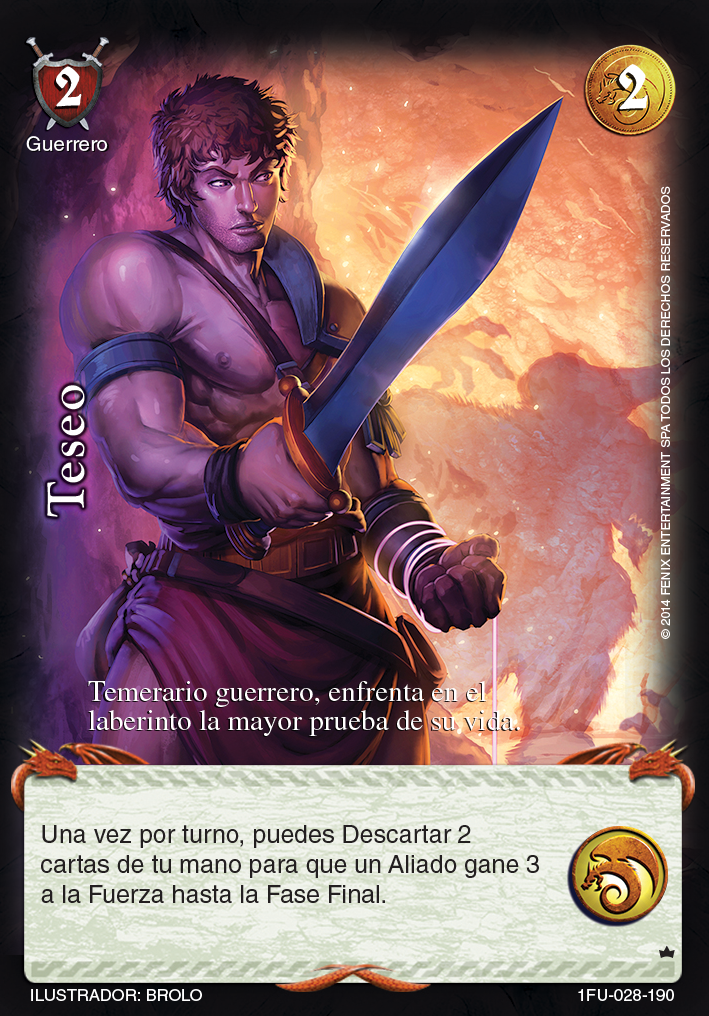 2
2
Guerrero
© 2014 FENIX ENTERTAINMENT SPA TODOS LOS DERECHOS RESERVADOS
Teseo
Temerario guerrero, enfrenta en el
laberinto la mayor prueba de su vida.
Una vez por turno, puedes Descartar 2
cartas de tu mano para que un Aliado gane 3
a la Fuerza hasta la Fase Final.
ILUSTRADOR: BROLO
1FU-028-190